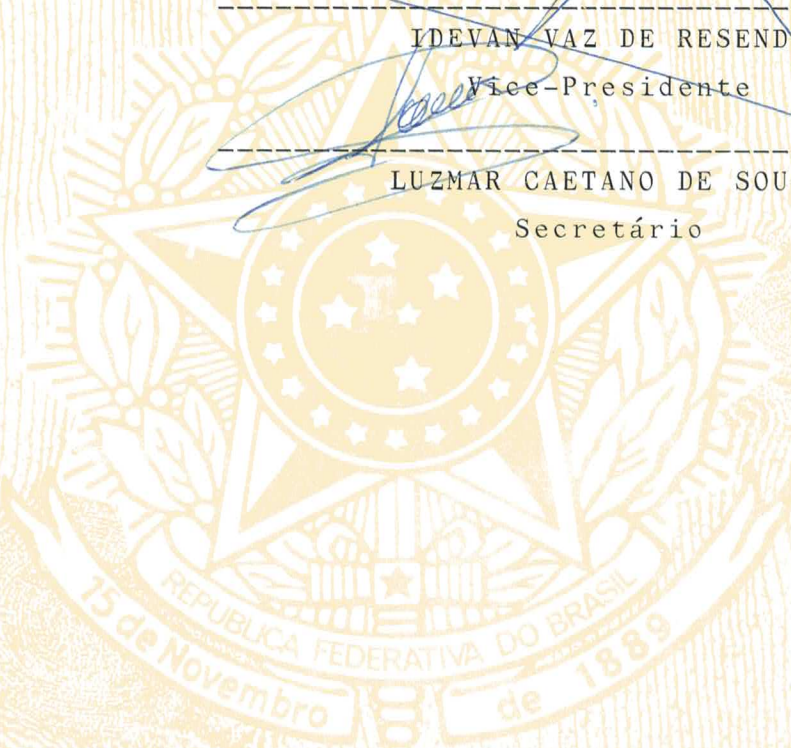 IDEVAN VAZ DE RESEND
Vice-Presidente
LUZMAR CAETANO DE SOU
Secretário
REPUBLICA FEDERATIVA DO BRASIL
15 de Novembro de 1889